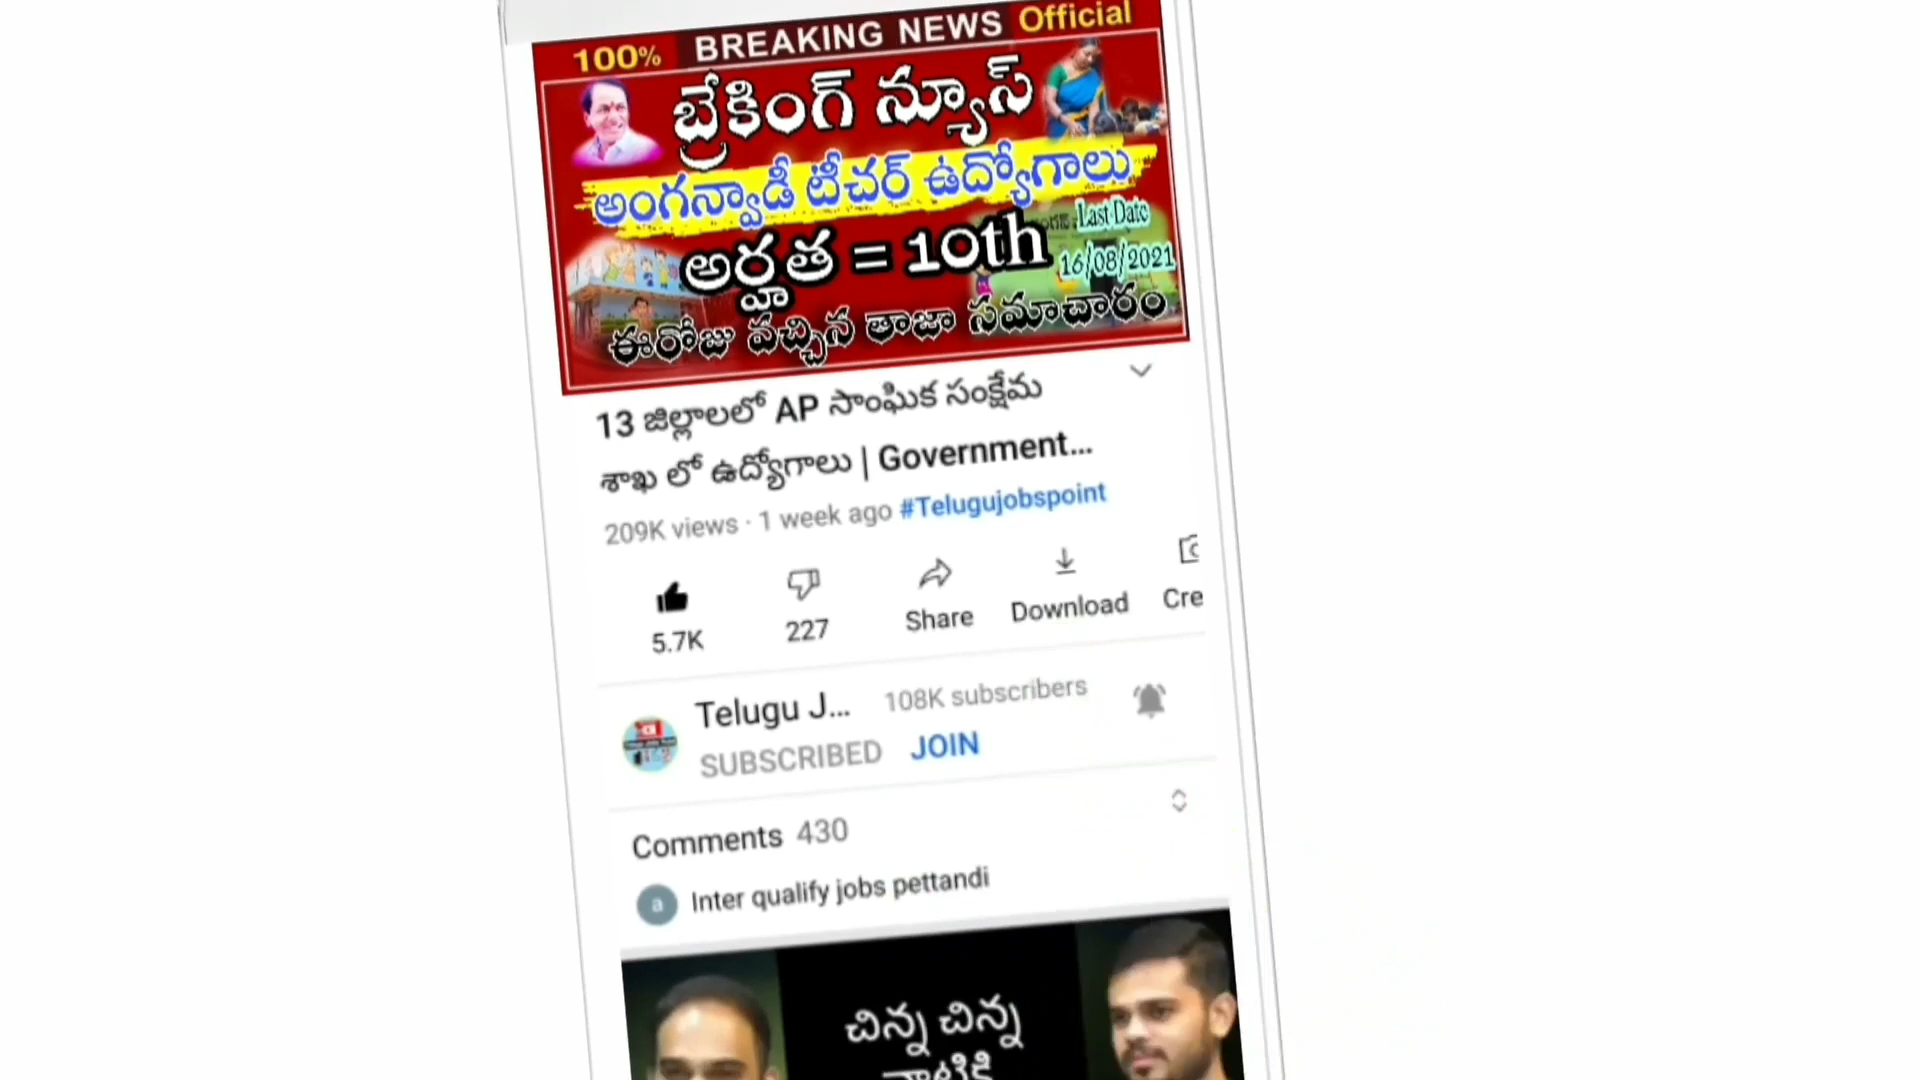 100% BREAKING NEWS Official
బ్రేకింగ్ న్యూస్
అంగన్వాడీ టీచర్ ఉద్యోగాలు
అర్హత = 10th
Last Date
16/08/2021
ఈరోజు వచ్చిన తాజా సమాచారం
13 జిల్లాలలో AP సాంఘిక సంక్షేమ
శాఖ లో ఉద్యోగాలు | Government...
209K views · 1 week ago #Telugujobspoint
5.7K 227 Share Download Cre
Telugu J... 108K subscribers
SUBSCRIBED JOIN
Comments 430
a Inter qualify jobs pettandi
చిన్న చిన్న